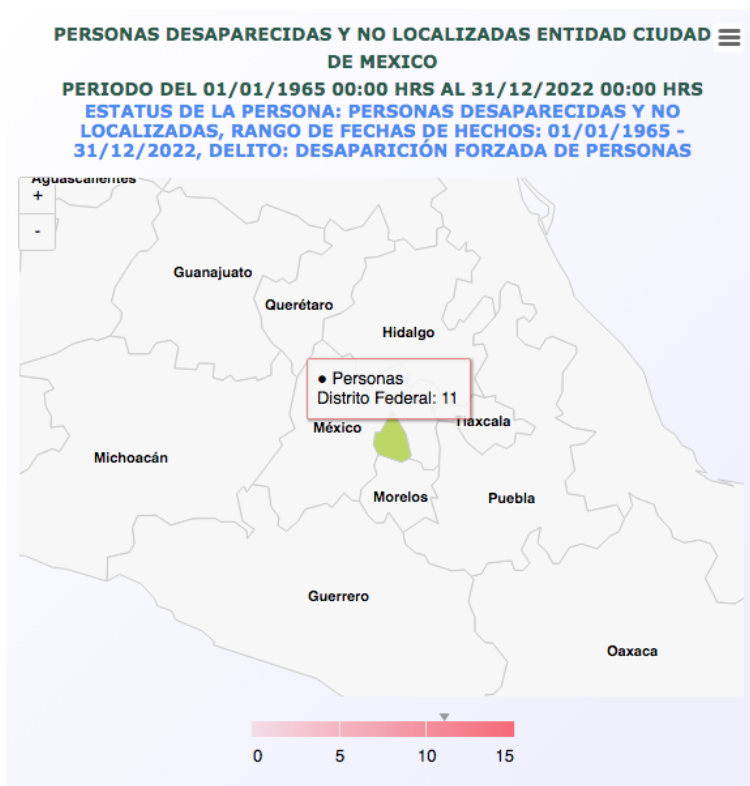 PERSONAS DESAPARECIDAS Y NO LOCALIZADAS ENTIDAD CIUDAD
DE MEXICO
PERIODO DEL 01/01/1965 00:00 HRS AL 31/12/2022 00:00 HRS
ESTATUS DE LA PERSONA: PERSONAS DESAPARECIDAS Y NO
LOCALIZADAS, RANGO DE FECHAS DE HECHOS: 01/01/1965 -
31/12/2022, DELITO: DESAPARICIÓN FORZADA DE PERSONAS
Aguascalientes
+
-
Guanajuato
Querétaro
Hidalgo
● Personas
Distrito Federal: 11
México
Tlaxcala
Michoacán
Morelos
Puebla
Guerrero
Oaxaca
0 5 10 15